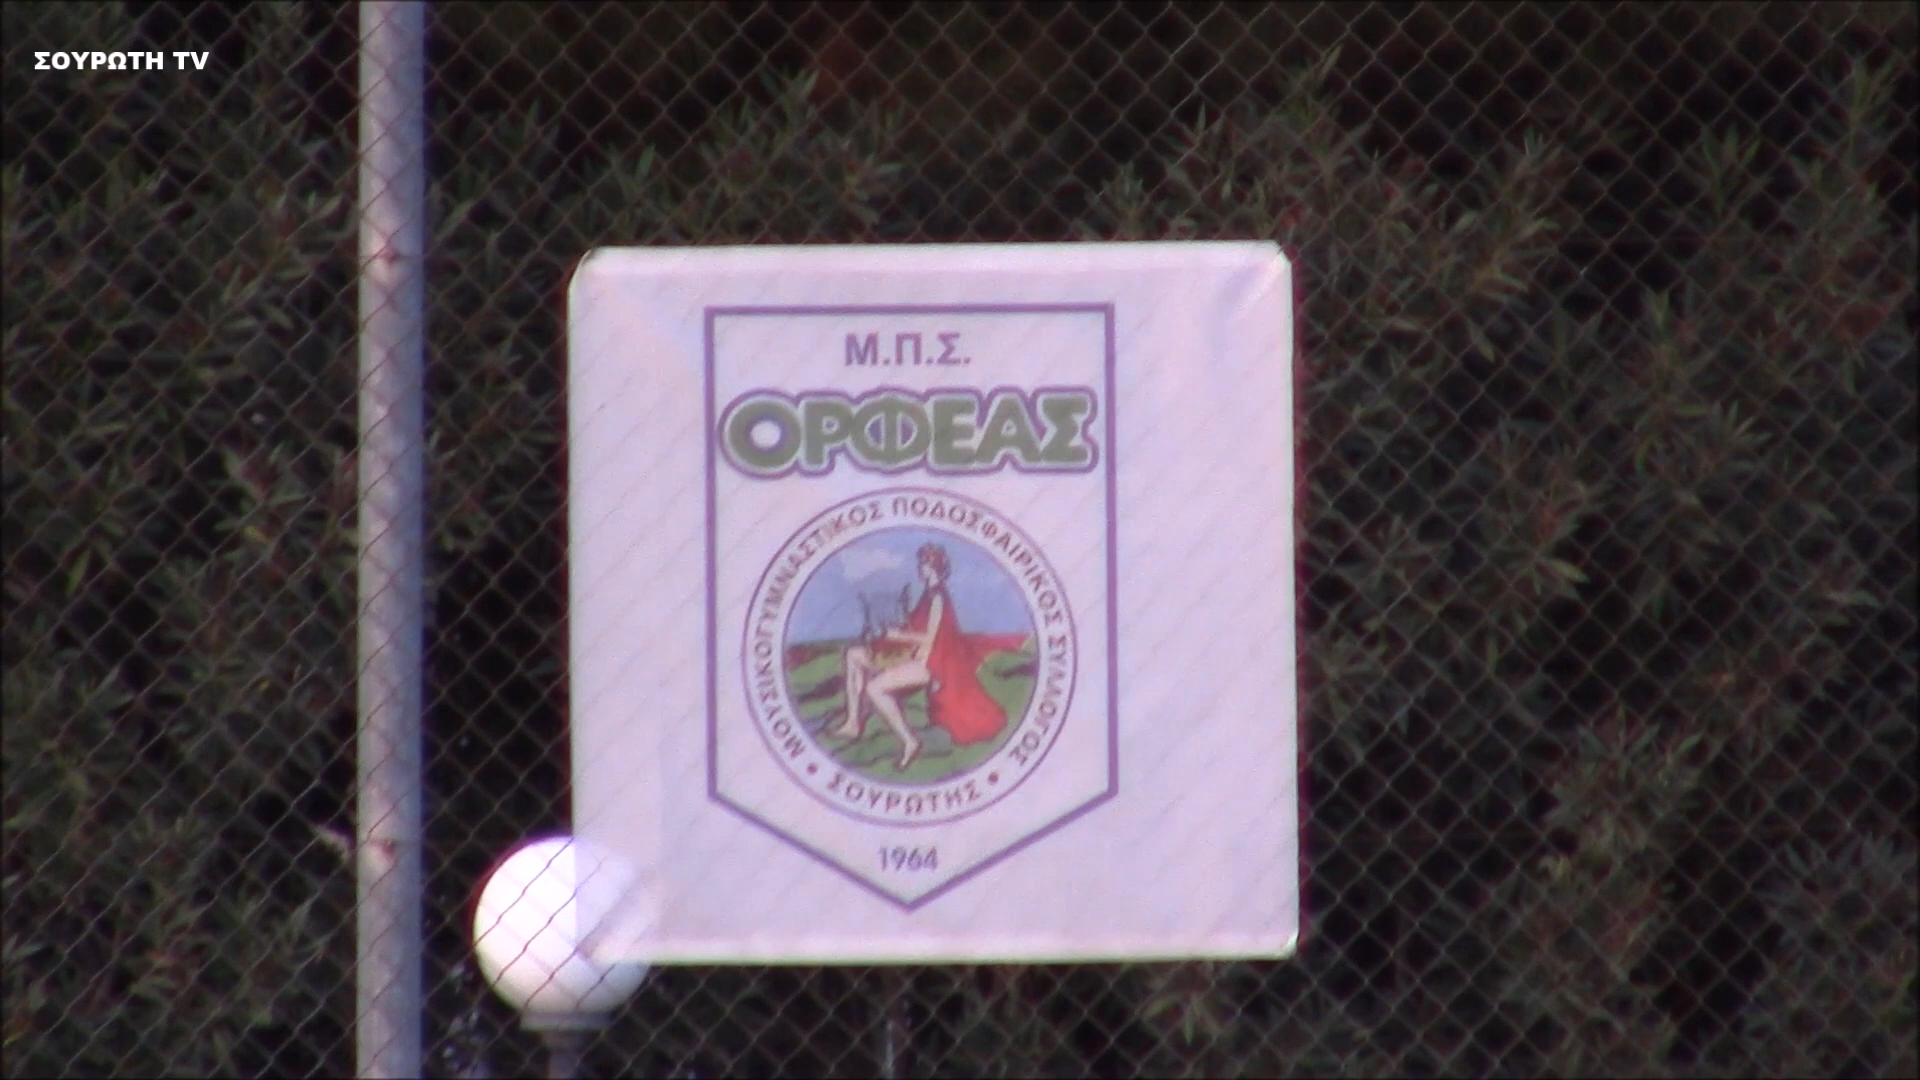 ΣΟΥΡΩΤΗ TV
Μ.Π.Σ.
ΟΡΦΕΑΣ
ΜΟΥΣΙΚΟΓΥΜΝΑΣΤΙΚΟΣ ΠΟΔΟΣΦΑΙΡΙΚΟΣ ΣΥΛΛΟΓΟΣ
• ΣΟΥΡΩΤΗΣ •
1964